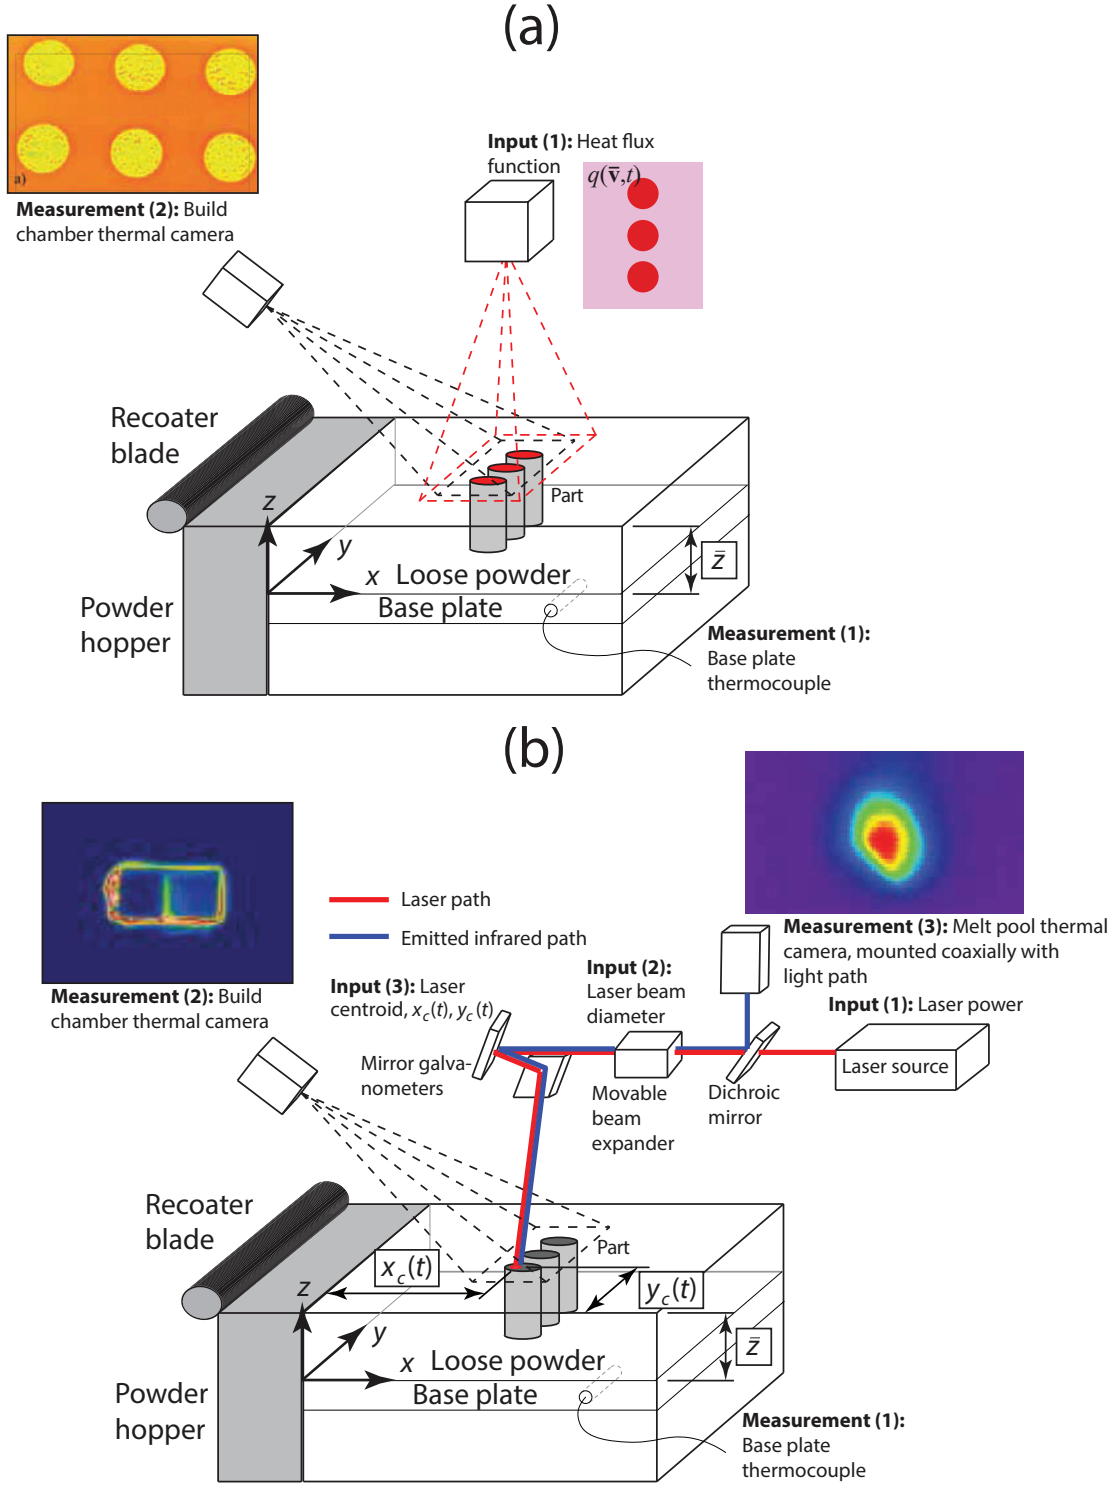 (a)
a)
Measurement (2): Build
chamber thermal camera
Input (1): Heat flux
function
q(v̄,t)
Recoater
blade
z
y
x
Part
Loose powder
Base plate
z̄
Powder
hopper
Measurement (1):
Base plate
thermocouple
(b)
Measurement (2): Build
chamber thermal camera
Laser path
Emitted infrared path
Measurement (3): Melt pool thermal
camera, mounted coaxially with
light path
Input (3): Laser
centroid, x_c(t), y_c(t)
Input (2):
Laser beam
diameter
Input (1): Laser power
Laser source
Mirror galva-
nometers
Movable
beam
expander
Dichroic
mirror
Recoater
blade
Part
x_c(t)
y_c(t)
z
y
x
Loose powder
Base plate
z̄
Powder
hopper
Measurement (1):
Base plate
thermocouple